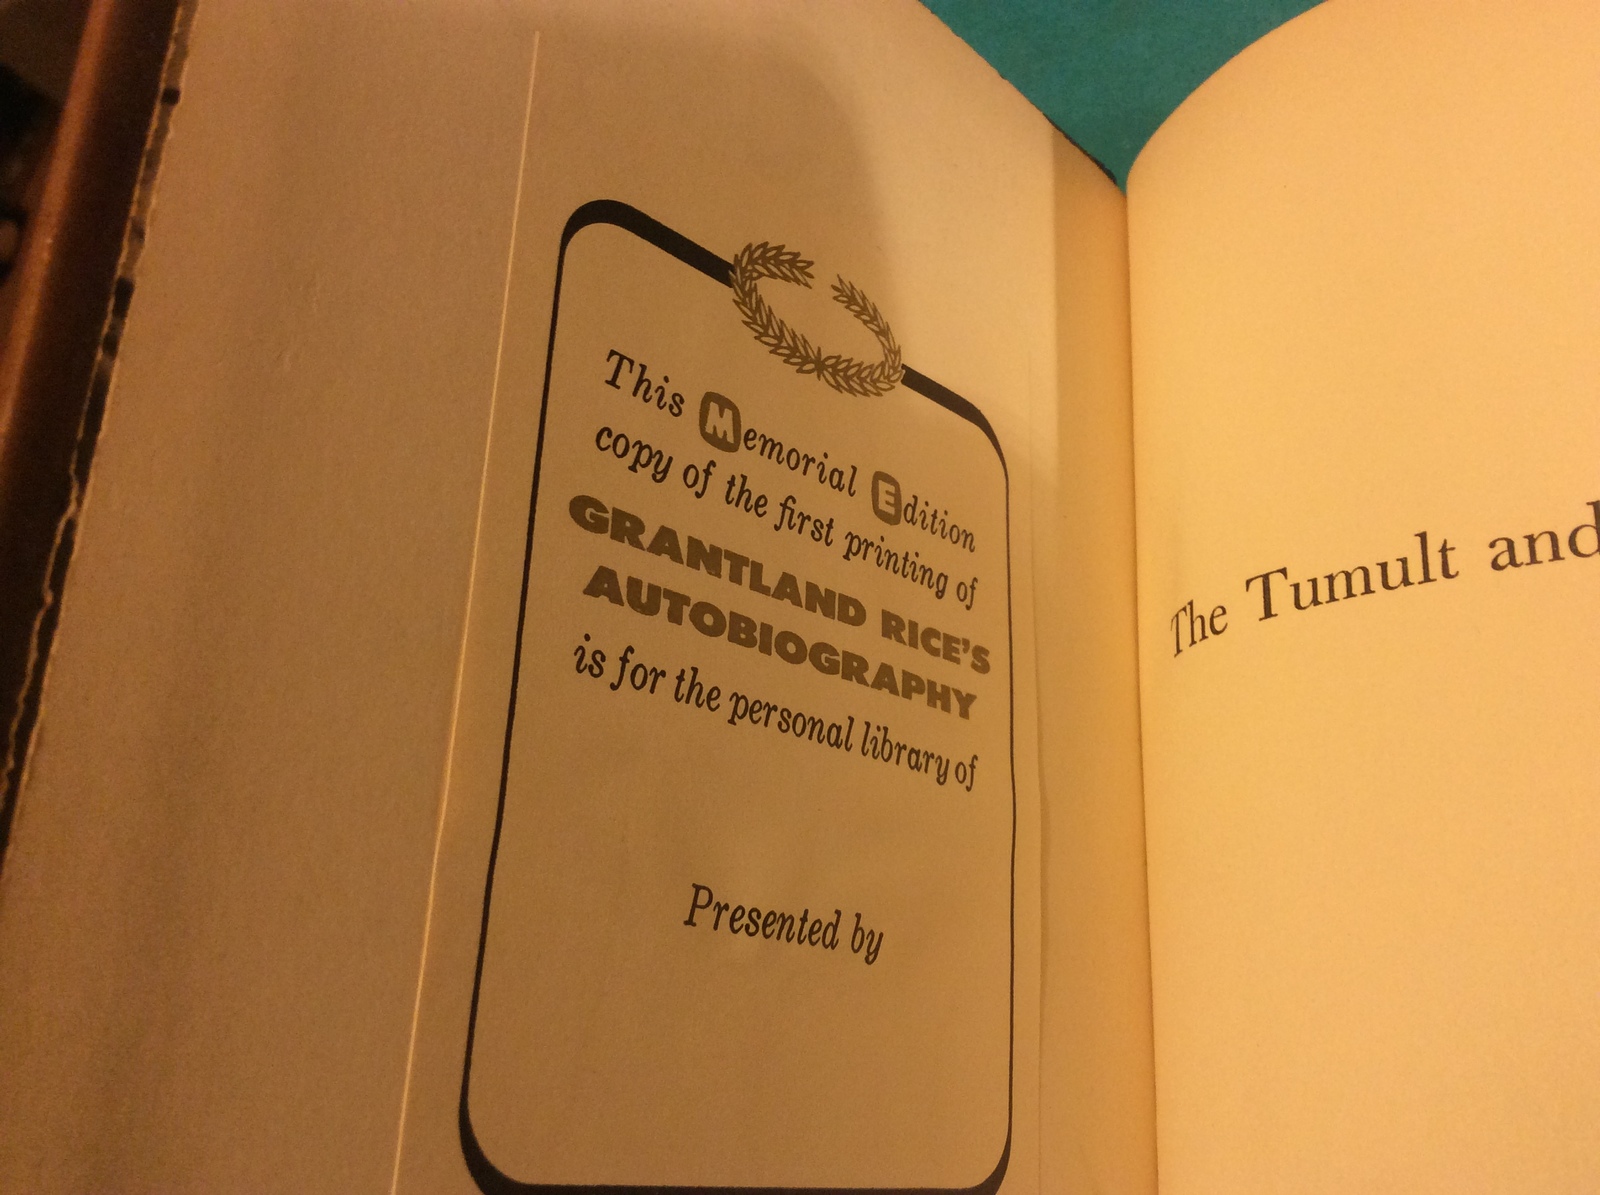 This Memorial Edition
copy of the first printing of
GRANTLAND RICE'S
AUTOBIOGRAPHY
is for the personal library of
Presented by
The Tumult and